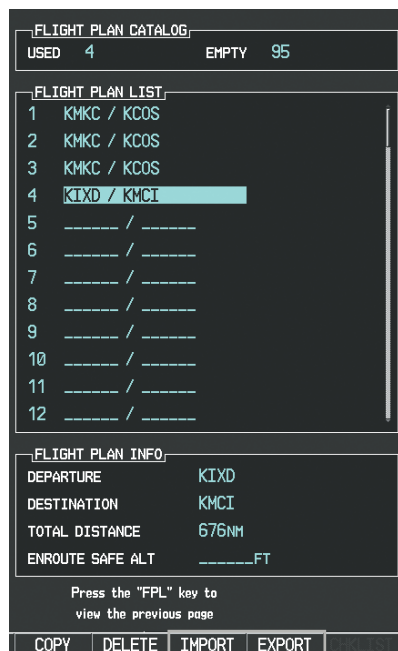 FLIGHT PLAN CATALOG
USED 4 EMPTY 95
FLIGHT PLAN LIST
1 KMKC / KCOS
2 KMKC / KCOS
3 KMKC / KCOS
4 KIXD / KMCI
5 ______ / ______
6 ______ / ______
7 ______ / ______
8 ______ / ______
9 ______ / ______
10 ______ / ______
11 ______ / ______
12 ______ / ______
FLIGHT PLAN INFO
DEPARTURE KIXD
DESTINATION KMCI
TOTAL DISTANCE 676NM
ENROUTE SAFE ALT ______FT
Press the "FPL" key to
view the previous page
COPY DELETE IMPORT EXPORT CHKLIST